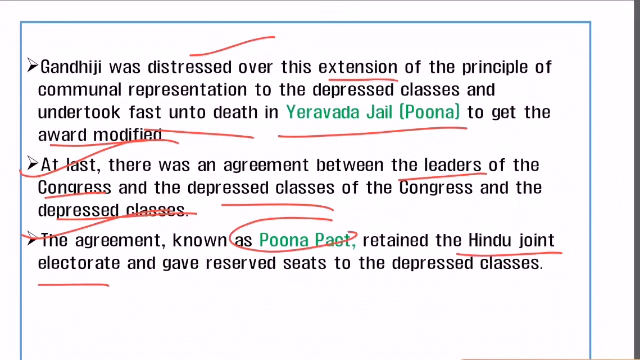 ➤Gandhiji was distressed over this extension of the principle of
communal representation to the depressed classes and
undertook fast unto death in Yeravada Jail (Poona) to get the
award modified.
➤At last, there was an agreement between the leaders of the
Congress and the depressed classes of the Congress and the
depressed classes.
➤The agreement, known as Poona Pact, retained the Hindu joint
electorate and gave reserved seats to the depressed classes.